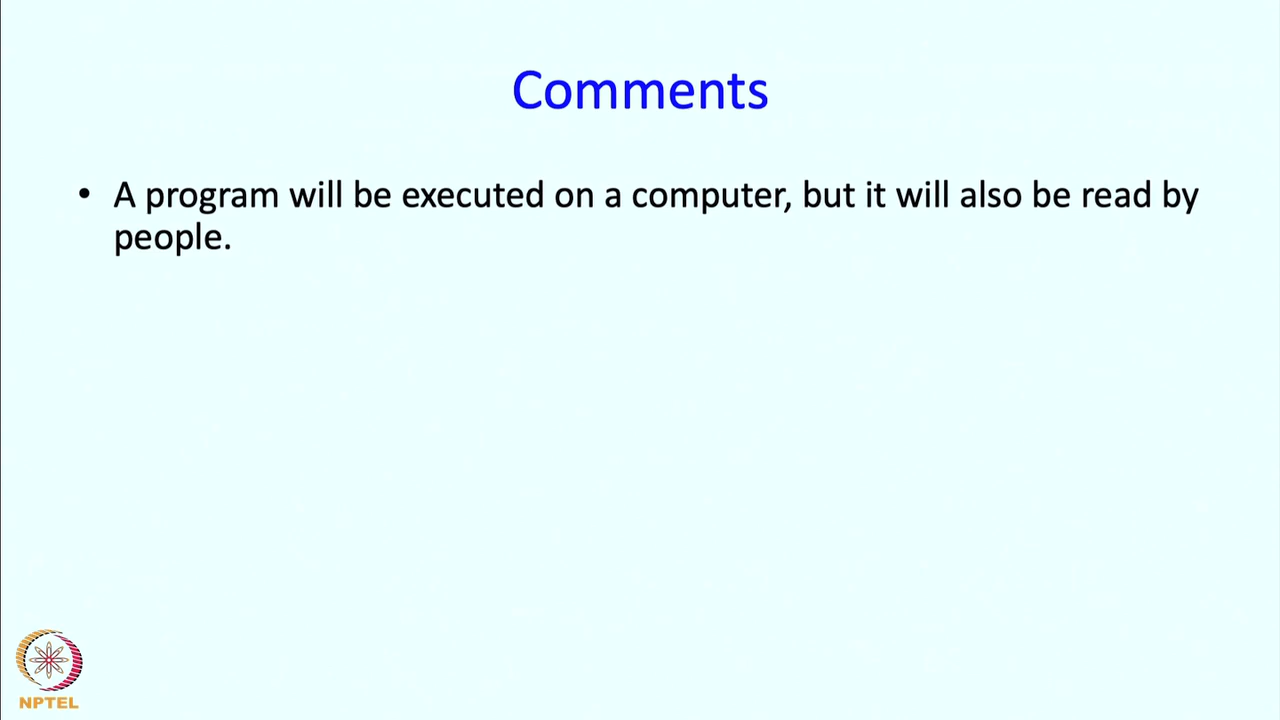 Comments
• A program will be executed on a computer, but it will also be read by
people.
NPTEL